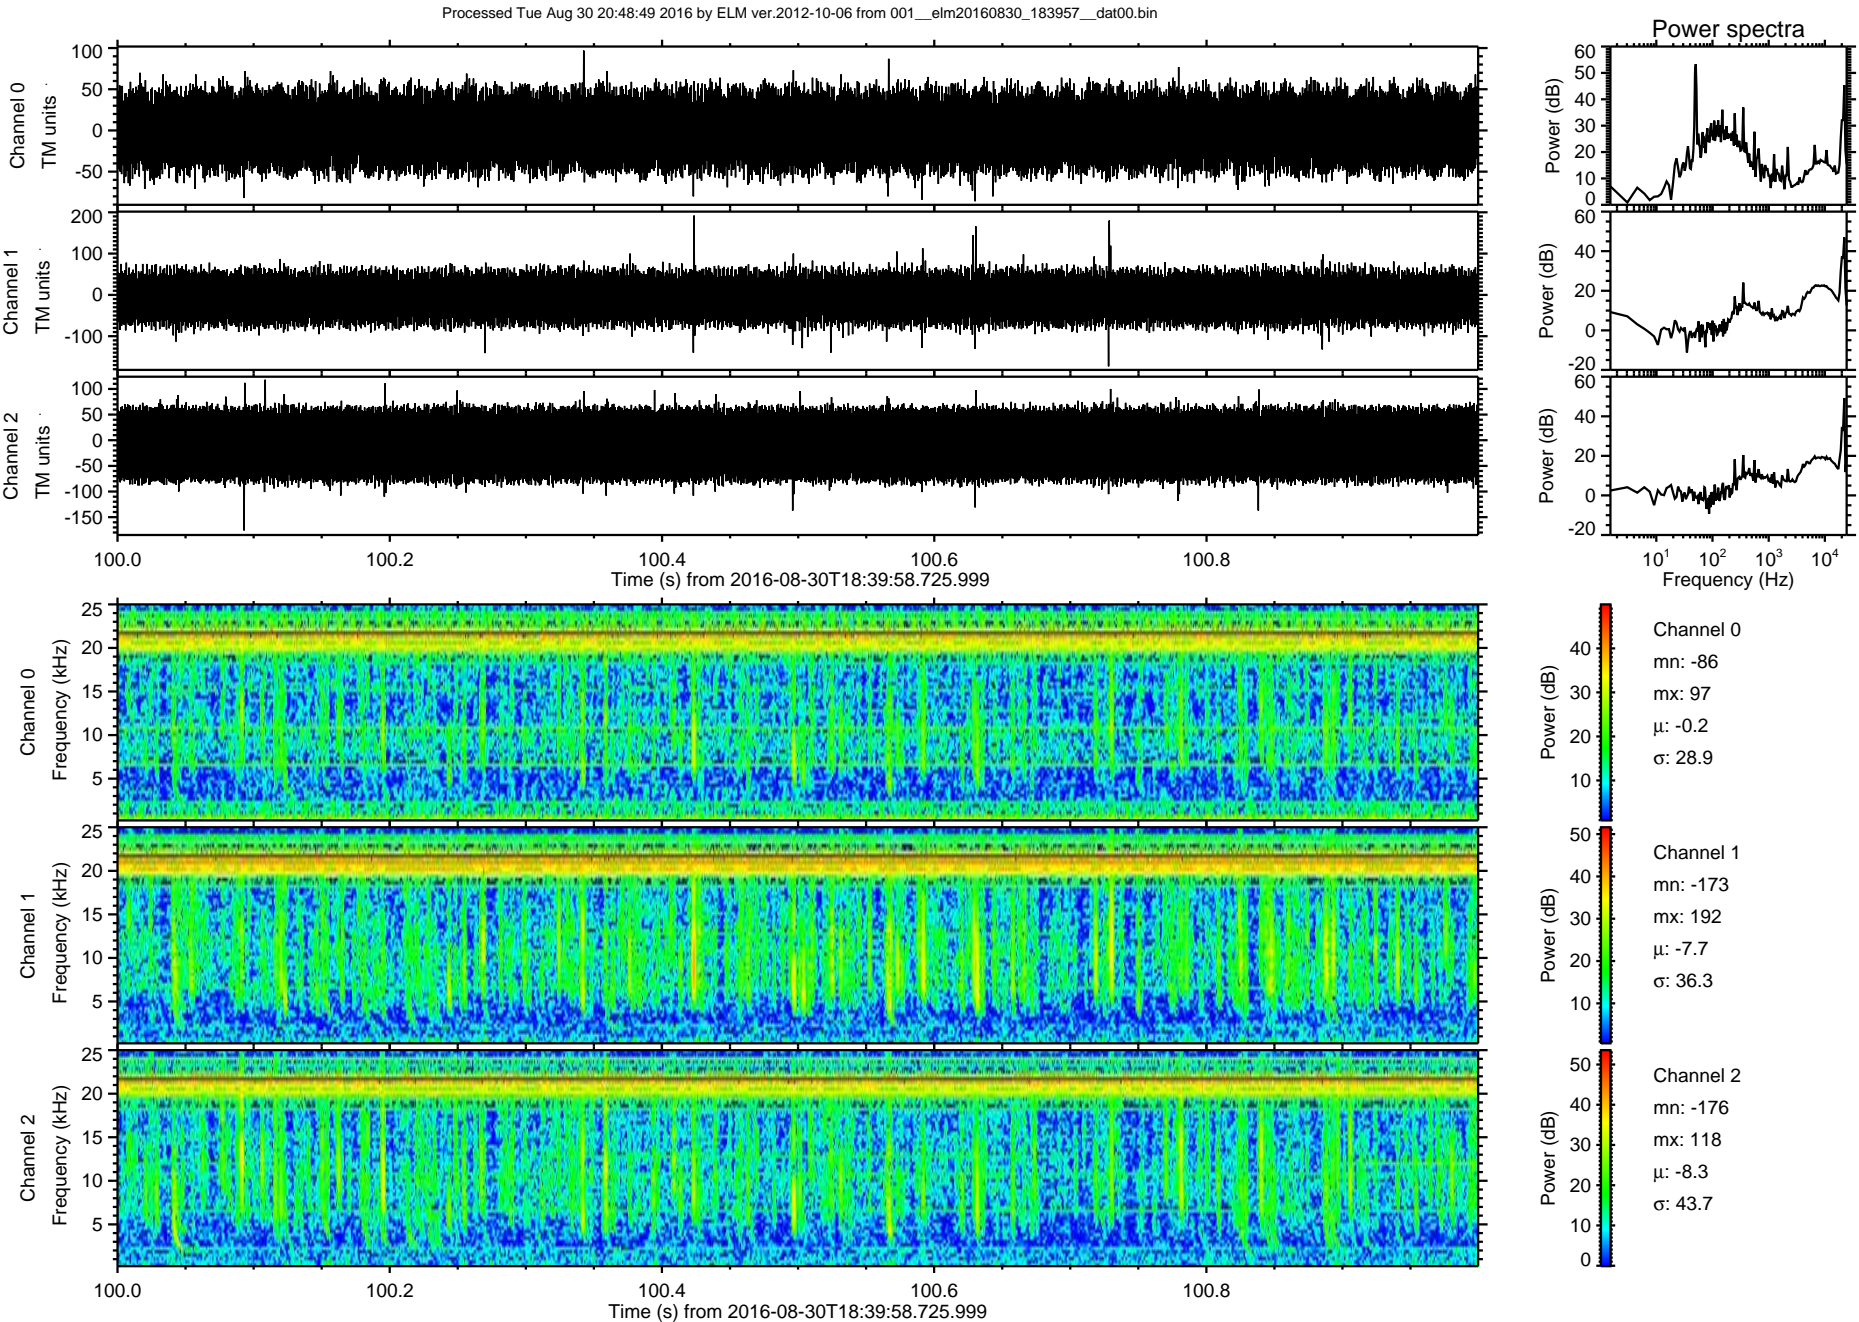 Processed Tue Aug 30 20:48:49 2016 by ELM ver.2012-10-06 from 001__elm20160830_183957__dat00.bin
Power spectra
Channel 0
TM units
100
50
0
-50
Power (dB)
60
50
40
30
20
10
0
Channel 1
TM units
200
100
0
-100
Power (dB)
60
40
20
0
-20
Channel 2
TM units
100
50
0
-50
-100
-150
Power (dB)
60
40
20
0
-20
100.0 100.2 100.4 100.6 100.8
Time (s) from 2016-08-30T18:39:58.725.999
10¹ 10² 10³ 10⁴
Frequency (Hz)
Channel 0
Frequency (kHz)
25
20
15
10
5
Power (dB)
40
30
20
10
Channel 0
mn: -86
mx: 97
μ: -0.2
σ: 28.9
Channel 1
Frequency (kHz)
25
20
15
10
5
Power (dB)
50
40
30
20
10
Channel 1
mn: -173
mx: 192
μ: -7.7
σ: 36.3
Channel 2
Frequency (kHz)
25
20
15
10
5
Power (dB)
50
40
30
20
10
0
Channel 2
mn: -176
mx: 118
μ: -8.3
σ: 43.7
100.0 100.2 100.4 100.6 100.8
Time (s) from 2016-08-30T18:39:58.725.999